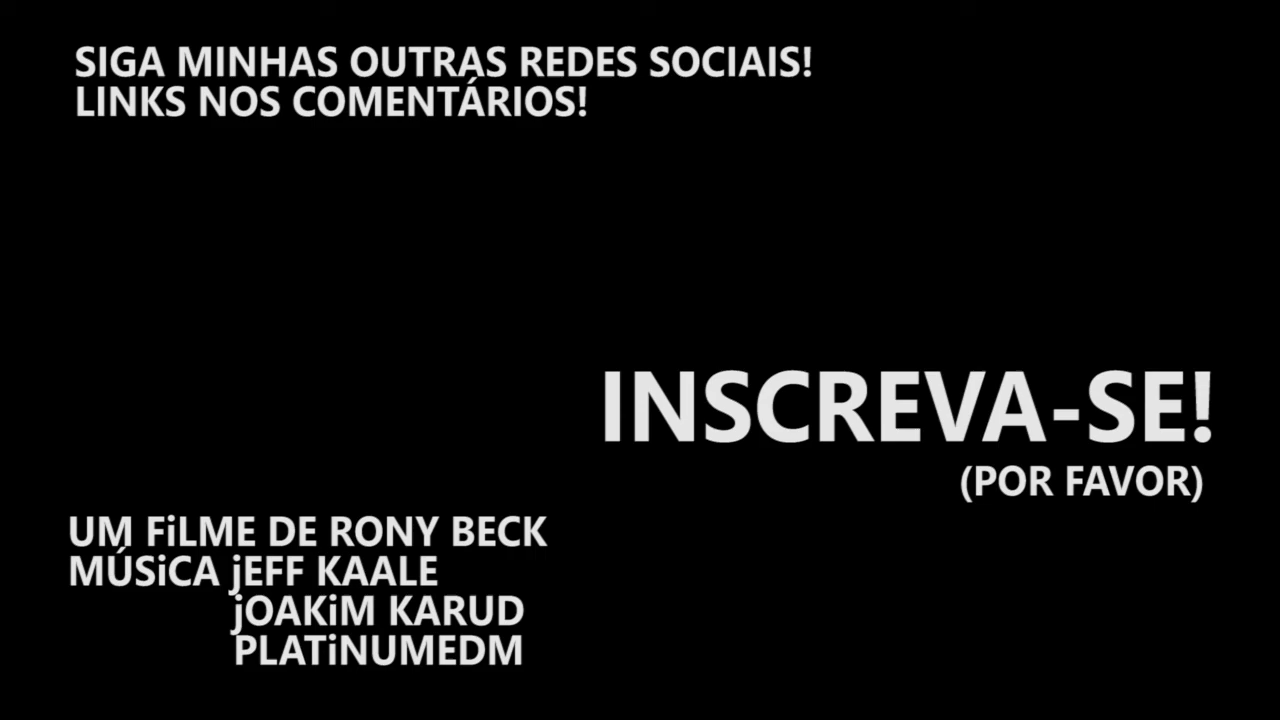 SIGA MINHAS OUTRAS REDES SOCIAIS!
LINKS NOS COMENTÁRIOS!
INSCREVA-SE!
(POR FAVOR)
UM FiLME DE RONY BECK
MÚSiCA jEFF KAALE
jOAKiM KARUD
PLATiNUMEDM